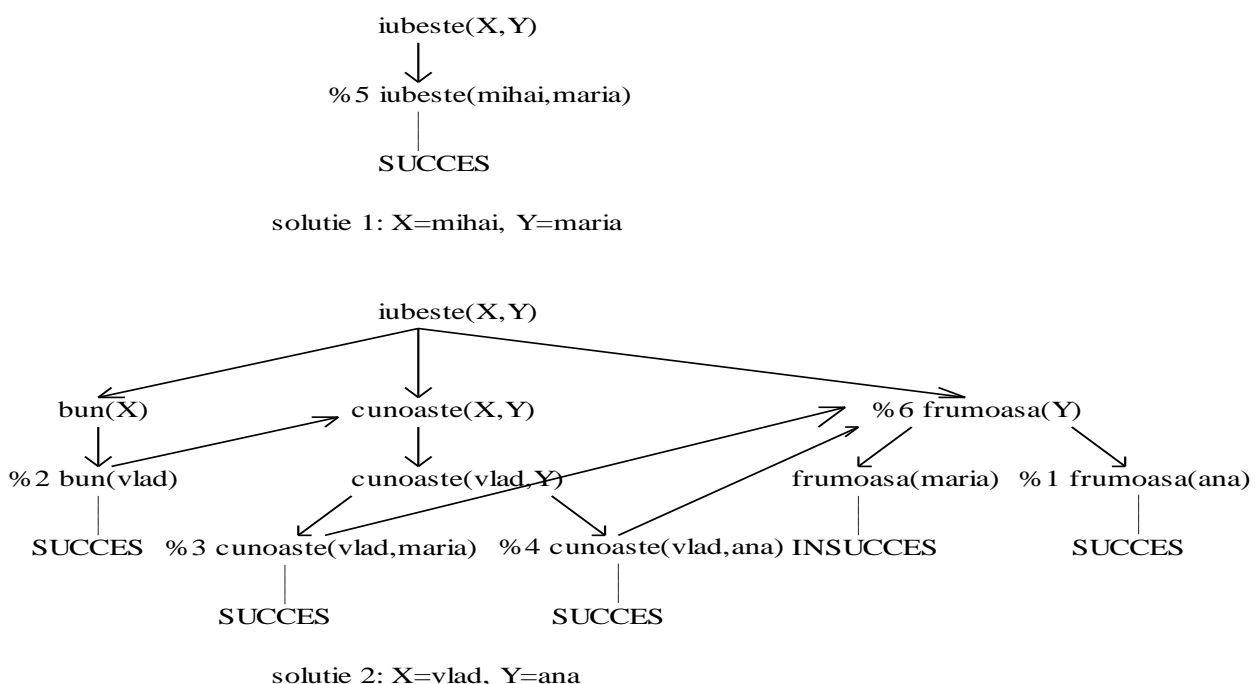 iubeste(X,Y)
%5 iubeste(mihai,maria)
SUCCES
solutie 1: X=mihai, Y=maria
iubeste(X,Y)
bun(X) cunoaste(X,Y) %6 frumoasa(Y)
%2 bun(vlad) cunoaste(vlad,Y) frumoasa(maria) %1 frumoasa(ana)
SUCCES %3 cunoaste(vlad,maria) %4 cunoaste(vlad,ana) INSUCCES SUCCES
SUCCES SUCCES
solutie 2: X=vlad, Y=ana